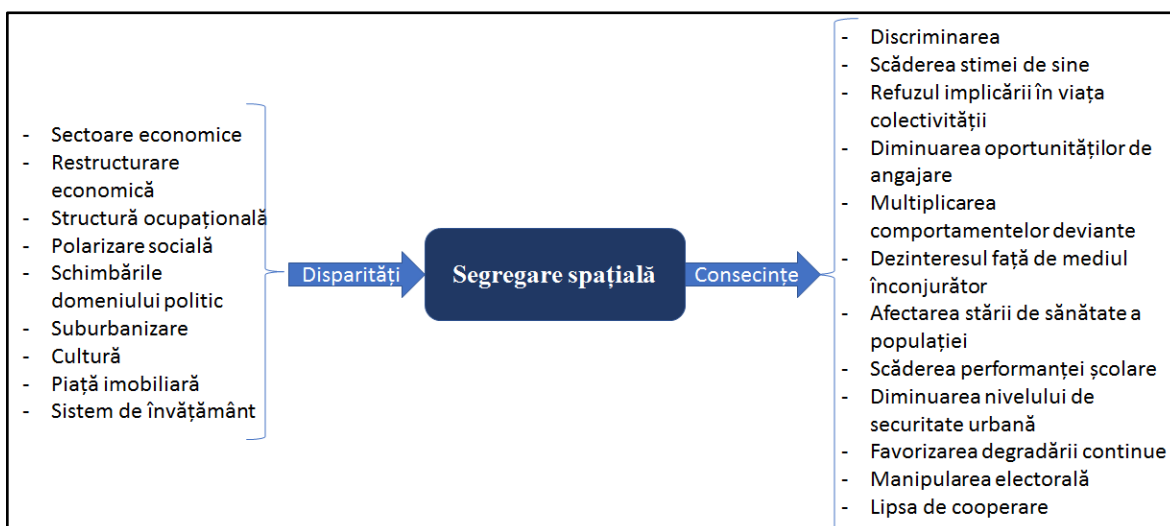 - Sectoare economice
- Restructurare
economică
- Structură ocupațională
- Polarizare socială
- Schimbările
domeniului politic
- Suburbanizare
- Cultură
- Piață imobiliară
- Sistem de învățământ
Disparități
Segregare spațială
Consecințe
- Discriminarea
- Scăderea stimei de sine
- Refuzul implicării în viața
colectivității
- Diminuarea oportunităților de
angajare
- Multiplicarea
comportamentelor deviante
- Dezinteresul față de mediul
înconjurător
- Afectarea stării de sănătate a
populației
- Scăderea performanței școlare
- Diminuarea nivelului de
securitate urbană
- Favorizarea degradării continue
- Manipularea electorală
- Lipsa de cooperare